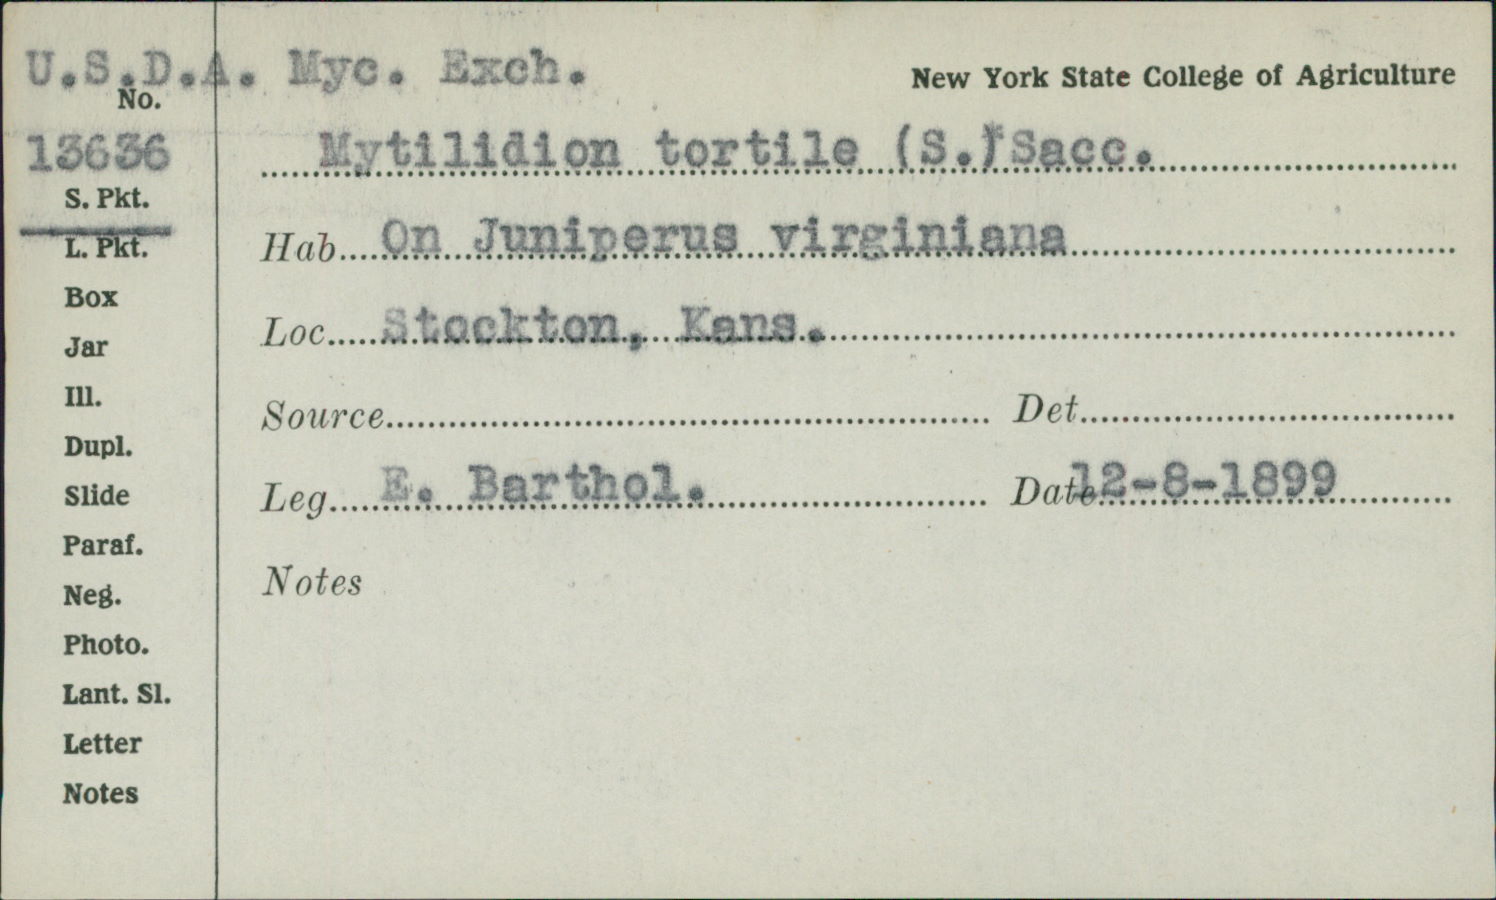 U.S.D.A. Myc. Exch.
New York State College of Agriculture
No.
13636
Mytilidion tortile (S.) Sacc.
S. Pkt.
L. Pkt.
Hab. On Juniperus virginiana
Box
Loc. Stockton, Kans.
Jar
Ill.
Source Det.
Dupl.
Slide
Leg. E. Barthol. Date 12-8-1899
Paraf.
Notes
Neg.
Photo.
Lant. Sl.
Letter
Notes